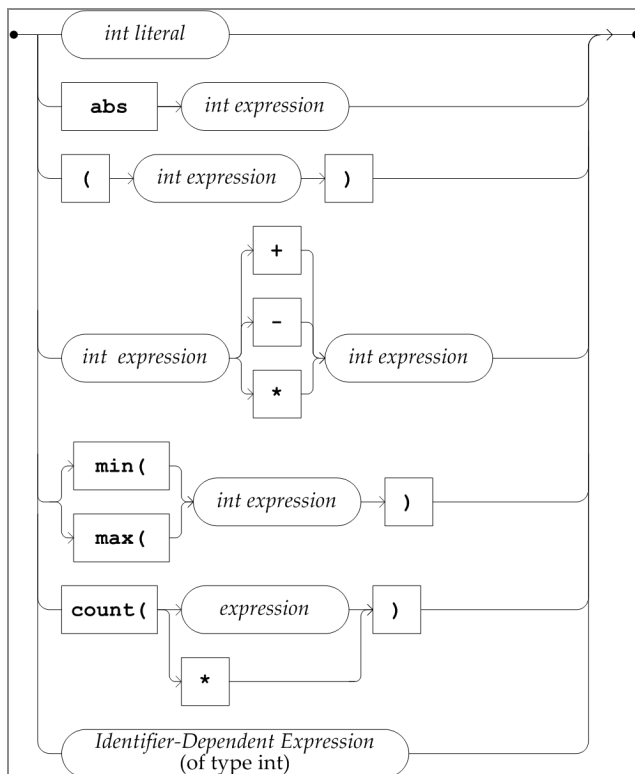 int literal
abs int expression
( int expression )
+
-
int expression int expression
*
min(
int expression )
max(
count( expression )
*
Identifier-Dependent Expression
(of type int)